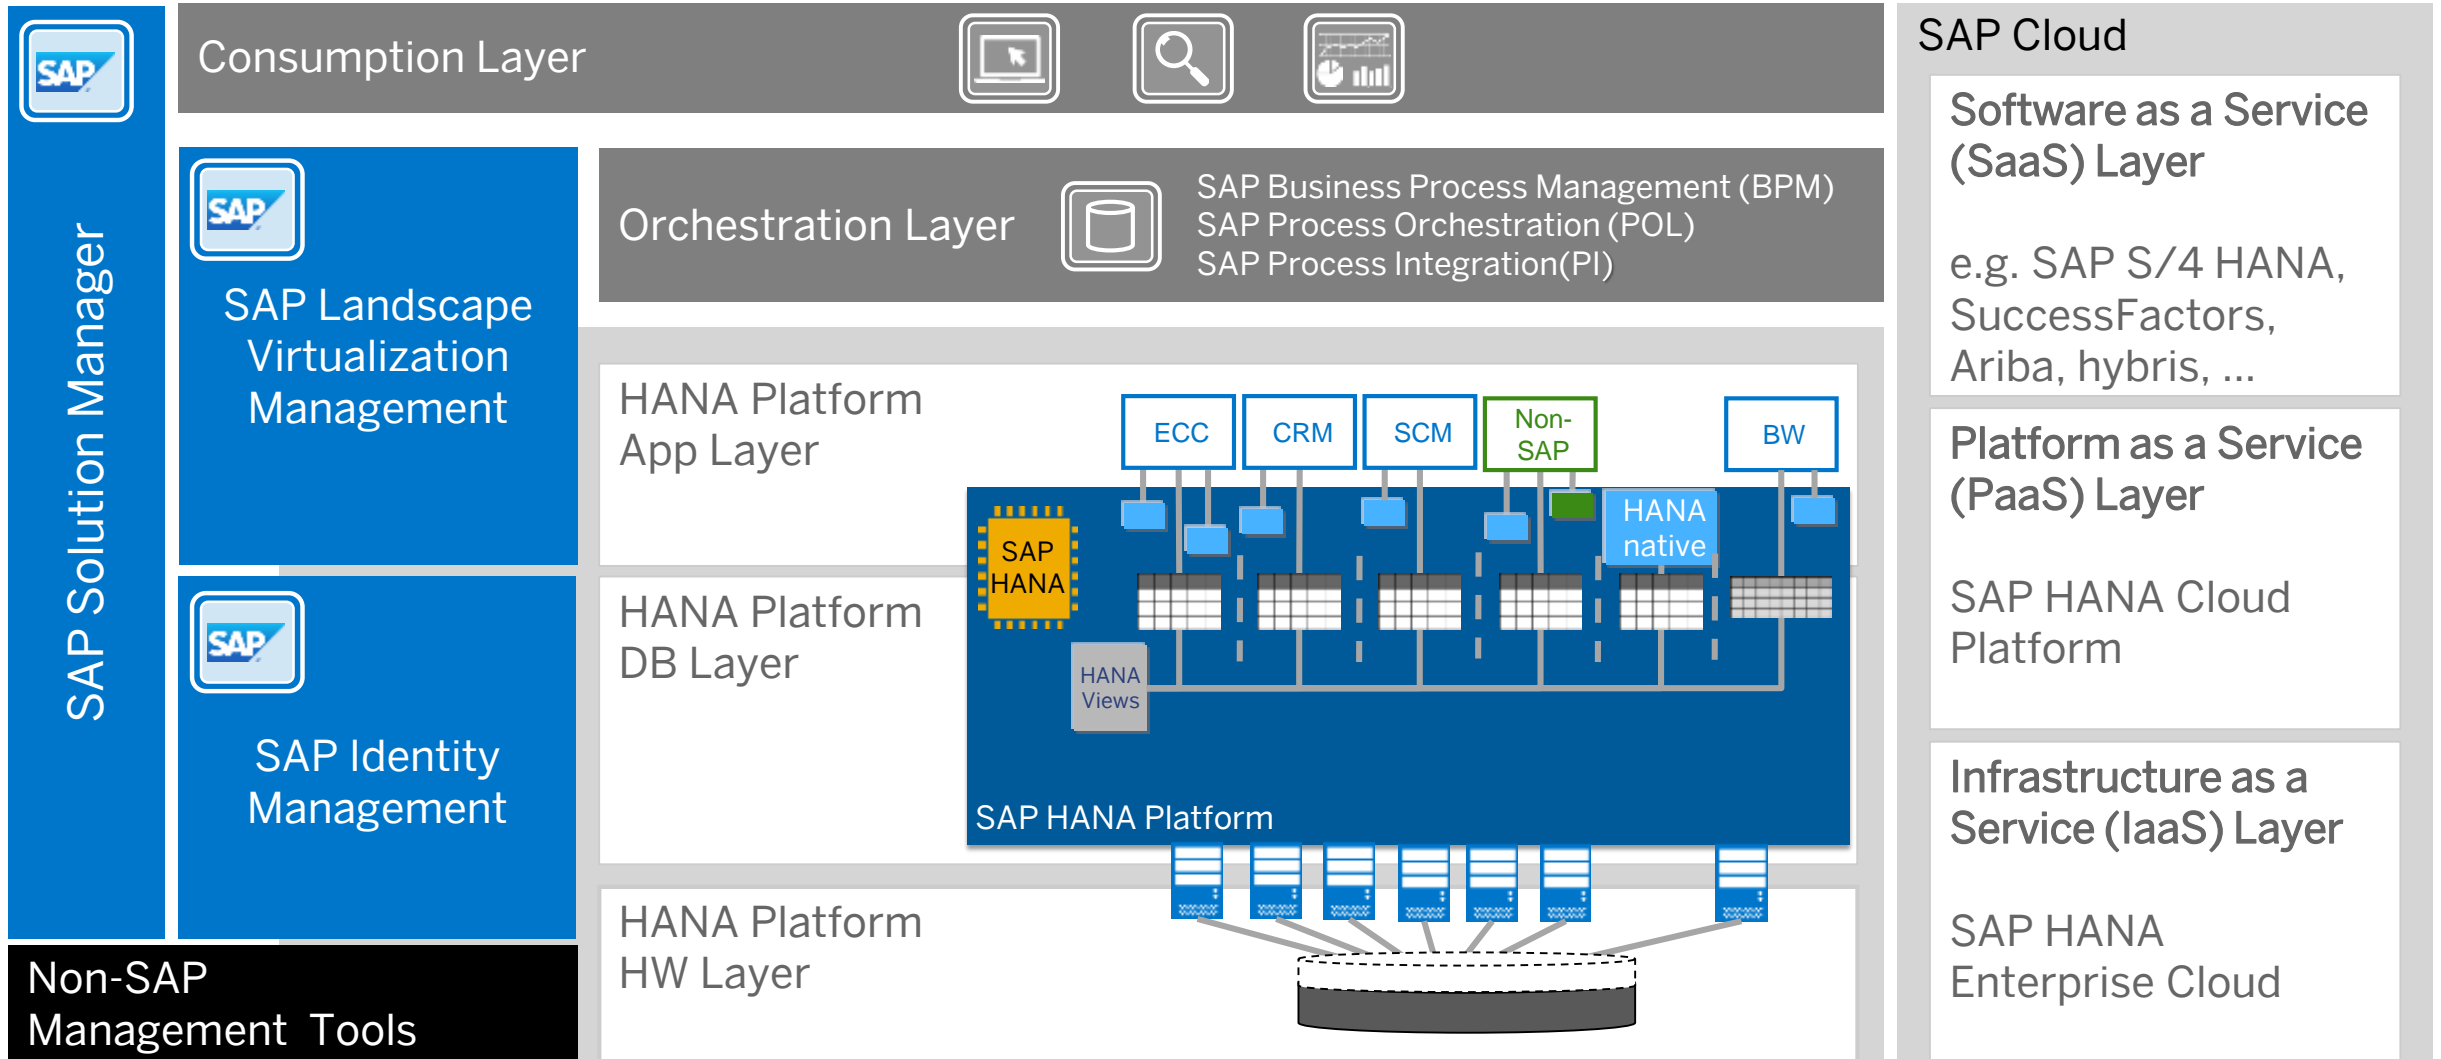 SAP
SAP Solution Manager
Consumption Layer
SAP
SAP Landscape
Virtualization
Management
SAP
SAP Identity
Management
Non-SAP
Management Tools
Orchestration Layer
SAP Business Process Management (BPM)
SAP Process Orchestration (POL)
SAP Process Integration(PI)
HANA Platform
App Layer
ECC
CRM
SCM
Non-
SAP
BW
SAP
HANA
HANA
native
HANA Platform
DB Layer
HANA
Views
SAP HANA Platform
HANA Platform
HW Layer
SAP Cloud
Software as a Service
(SaaS) Layer
e.g. SAP S/4 HANA,
SuccessFactors,
Ariba, hybris, ...
Platform as a Service
(PaaS) Layer
SAP HANA Cloud
Platform
Infrastructure as a
Service (IaaS) Layer
SAP HANA
Enterprise Cloud